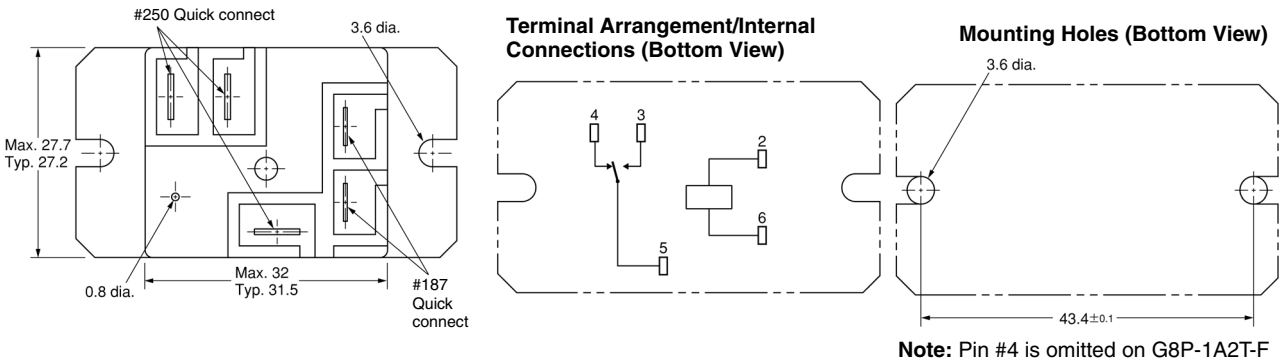 #250 Quick connect
3.6 dia.
Max. 27.7
Typ. 27.2
0.8 dia.
Max. 32
Typ. 31.5
#187
Quick
connect
Terminal Arrangement/Internal
Connections (Bottom View)
4
3
2
6
5
Mounting Holes (Bottom View)
3.6 dia.
43.4±0.1
Note: Pin #4 is omitted on G8P-1A2T-F